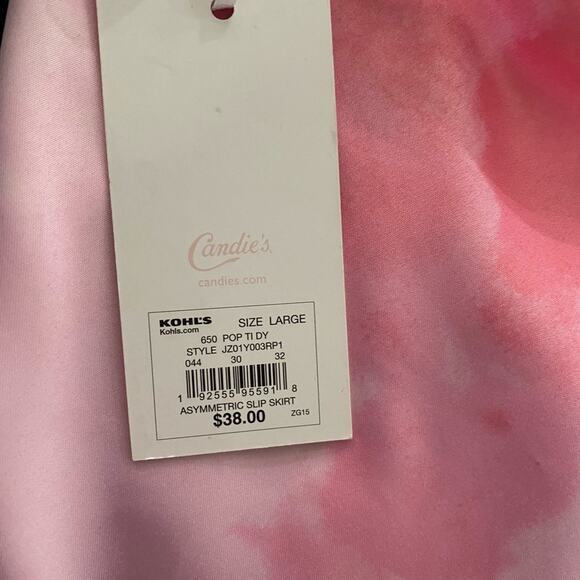 Candie's
candies.com
KOHL'S SIZE LARGE
Kohls.com
650 POP TI DY
STYLE JZ01Y003RP1
044 30 32
1 92555 95591 8
ASYMMETRIC SLIP SKIRT
$38.00 ZG15